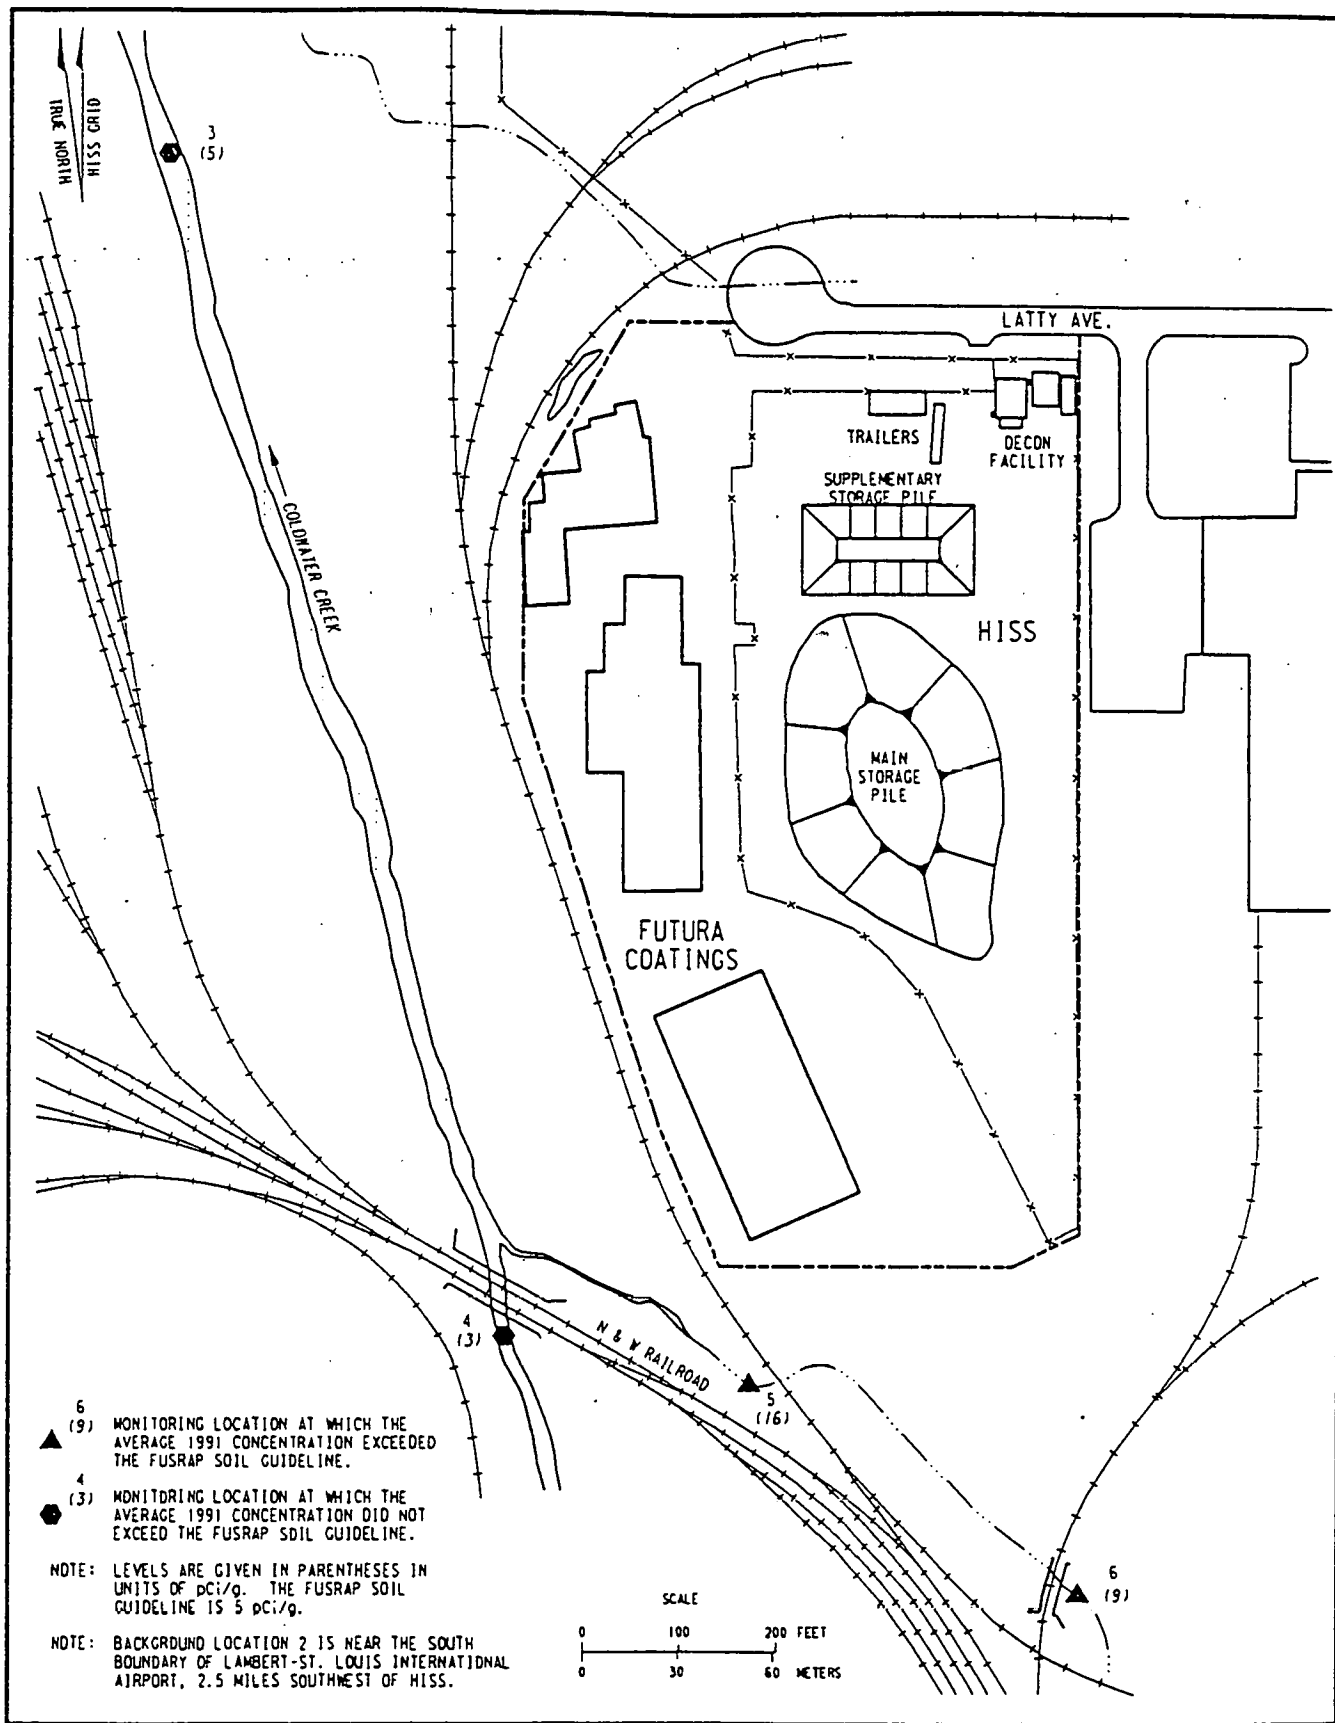 TRUE NORTH
HISS GRID
3
(5)
COLDWATER CREEK
LATTY AVE.
TRAILERS
DECON
FACILITY
SUPPLEMENTARY
STORAGE PILE
HISS
MAIN
STORAGE
PILE
FUTURA
COATINGS
4
(3)
N & W RAILROAD
5
(16)
6
(9)
6
(9) MONITORING LOCATION AT WHICH THE
AVERAGE 1991 CONCENTRATION EXCEEDED
THE FUSRAP SOIL GUIDELINE.
4
(3) MONITORING LOCATION AT WHICH THE
AVERAGE 1991 CONCENTRATION DID NOT
EXCEED THE FUSRAP SOIL GUIDELINE.
NOTE: LEVELS ARE GIVEN IN PARENTHESES IN
UNITS OF pCi/g. THE FUSRAP SOIL
GUIDELINE IS 5 pCi/g.
NOTE: BACKGROUND LOCATION 2 IS NEAR THE SOUTH
BOUNDARY OF LAMBERT-ST. LOUIS INTERNATIONAL
AIRPORT, 2.5 MILES SOUTHWEST OF HISS.
SCALE
0 100 200 FEET
0 30 60 METERS